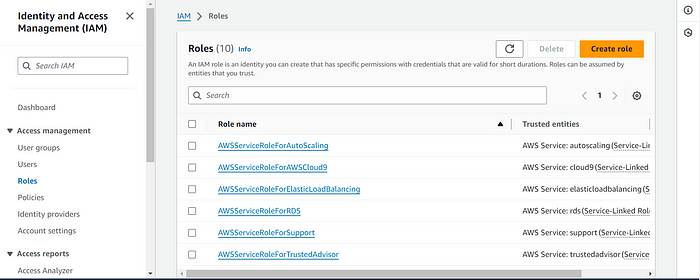 Identity and Access
Management (IAM)
Search IAM
Dashboard
Access management
User groups
Users
Roles
Policies
Identity providers
Account settings
Access reports
Access Analyzer
IAM > Roles
Roles (10) Info
Delete
Create role
An IAM role is an identity you can create that has specific permissions with credentials that are valid for short durations. Roles can be assumed by
entities that you trust.
Search
1
Role name
Trusted entities
AWSServiceRoleForAutoScaling
AWS Service: autoscaling (Service-Li
AWSServiceRoleForAWSCloud9
AWS Service: cloud9 (Service-Linked
AWSServiceRoleForElasticLoadBalancing
AWS Service: elasticloadbalancing (S
AWSServiceRoleForRDS
AWS Service: rds (Service-Linked Rol
AWSServiceRoleForSupport
AWS Service: support (Service-Linked
AWSServiceRoleForTrustedAdvisor
AWS Service: trustedadvisor (Service